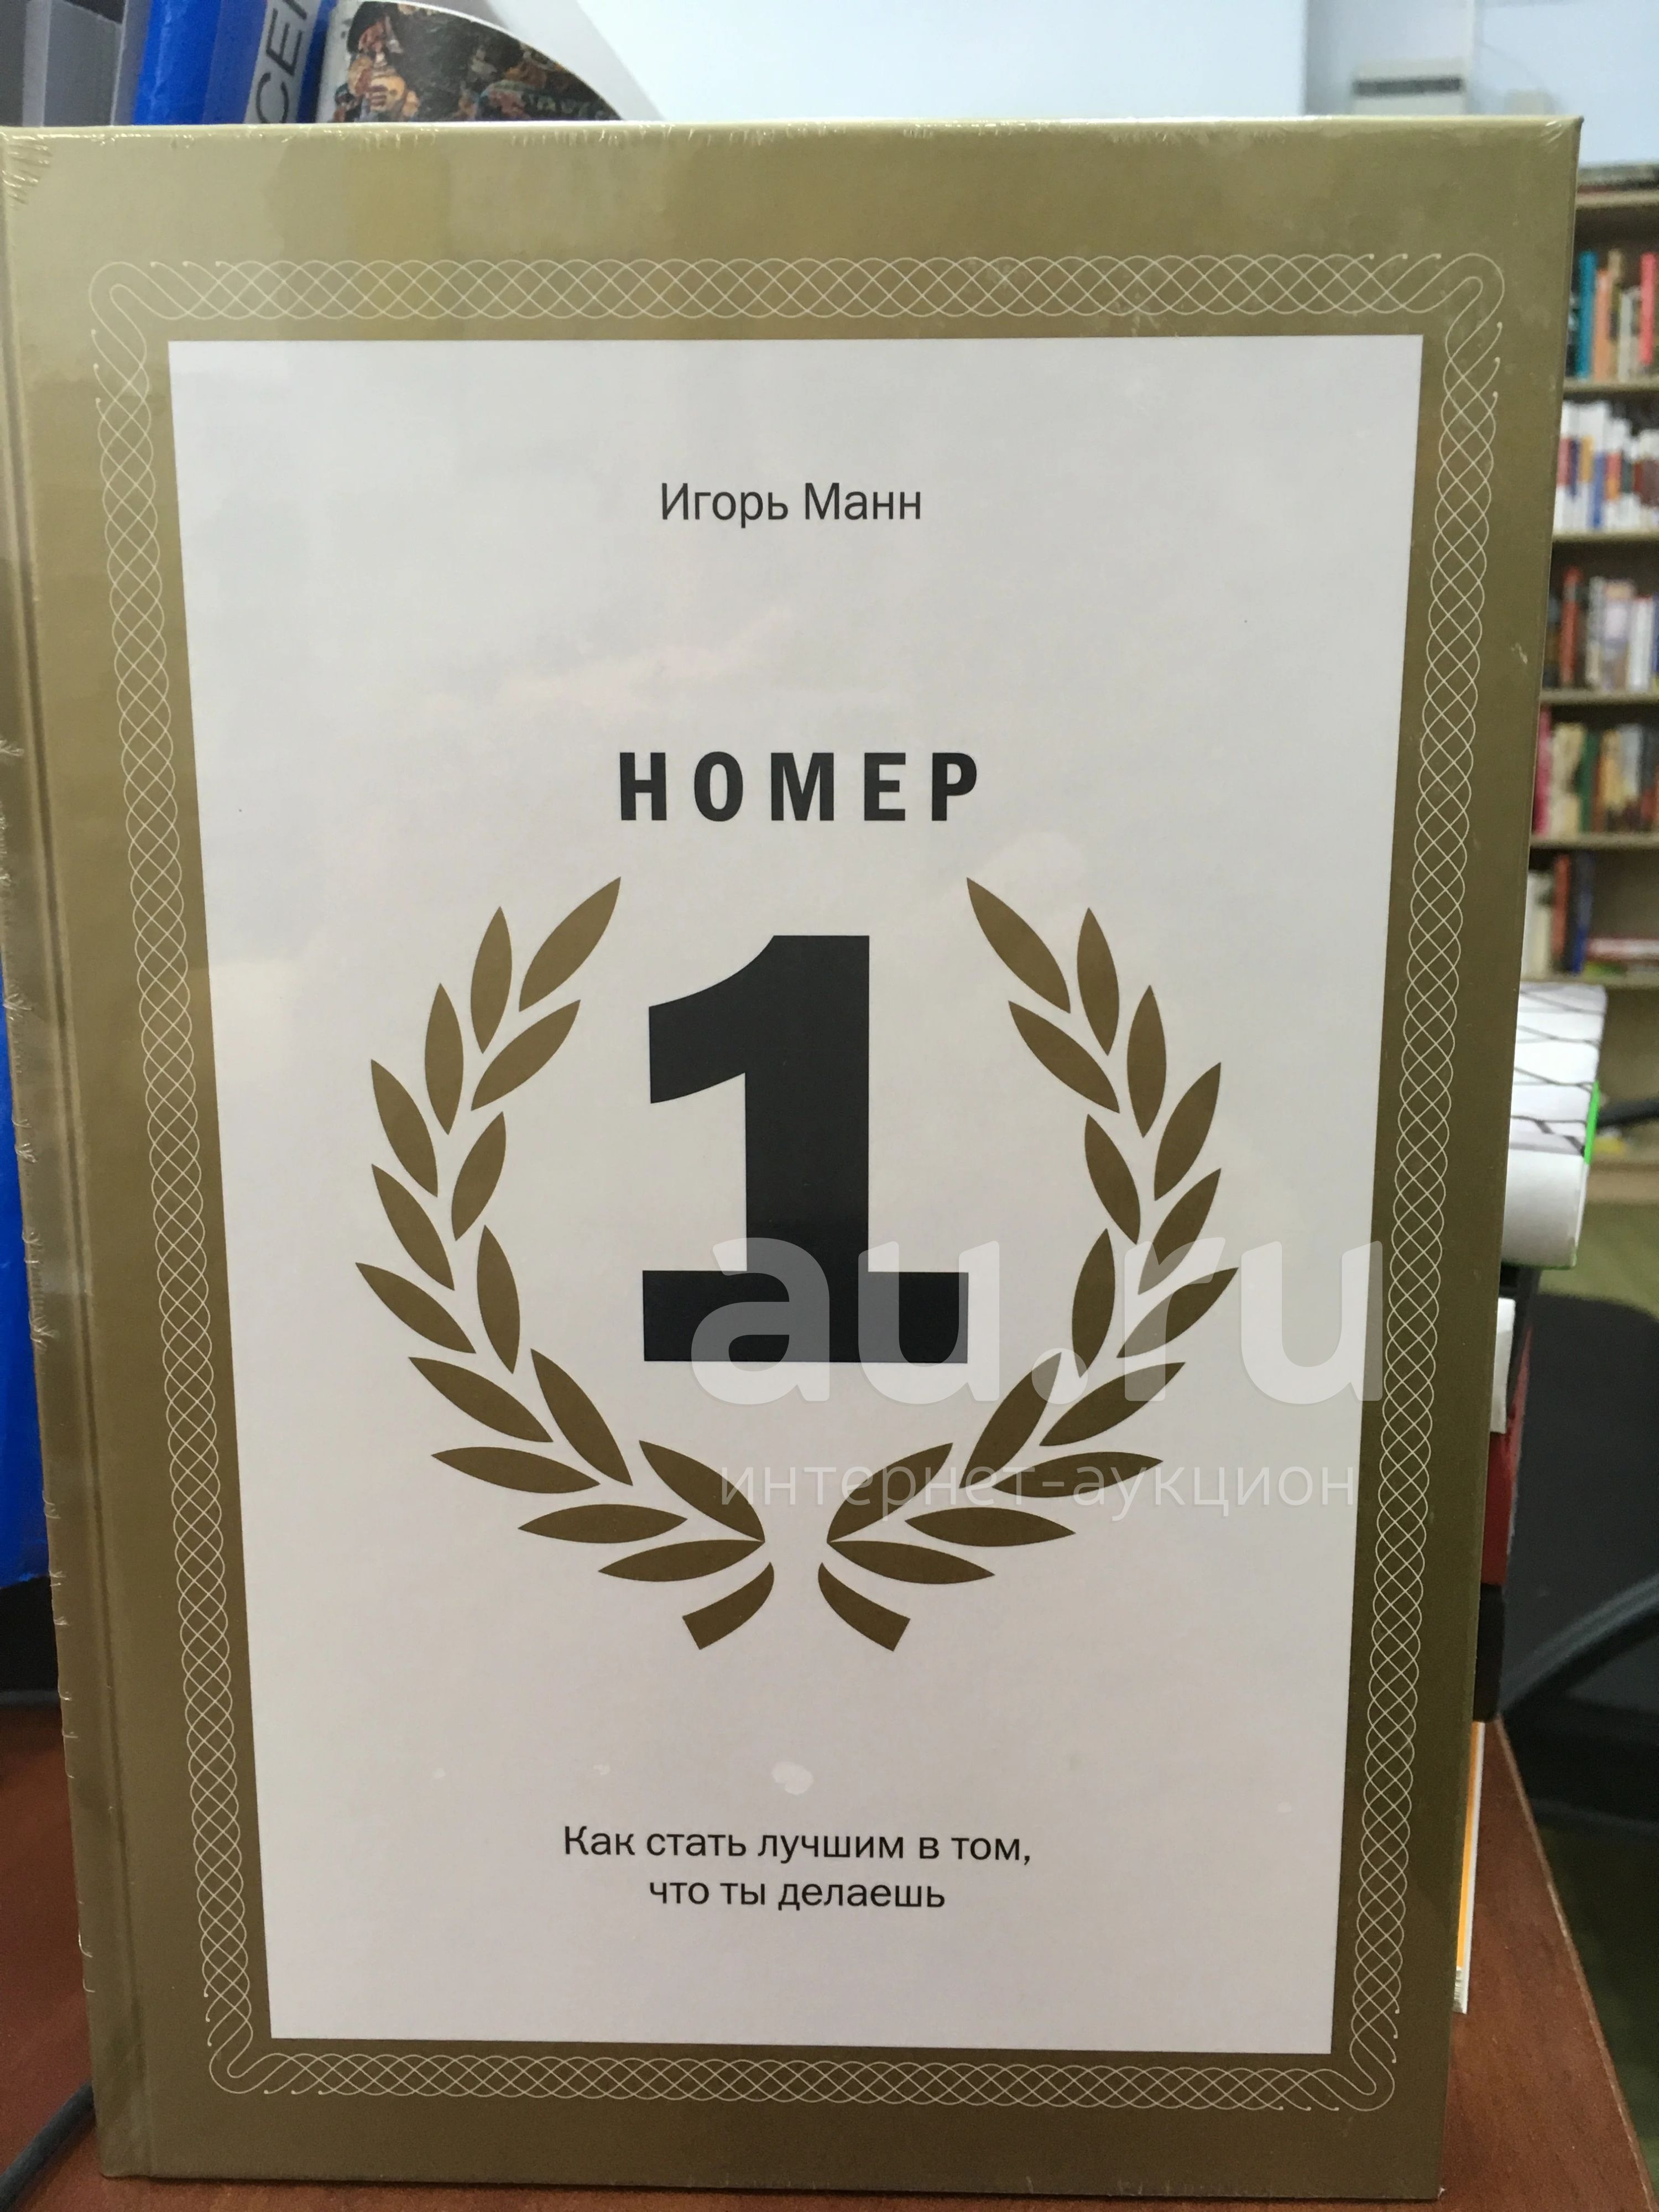 Игорь Манн
НОМЕР
1
au.ru
интернет-аукцион
Как стать лучшим в том,
что ты делаешь